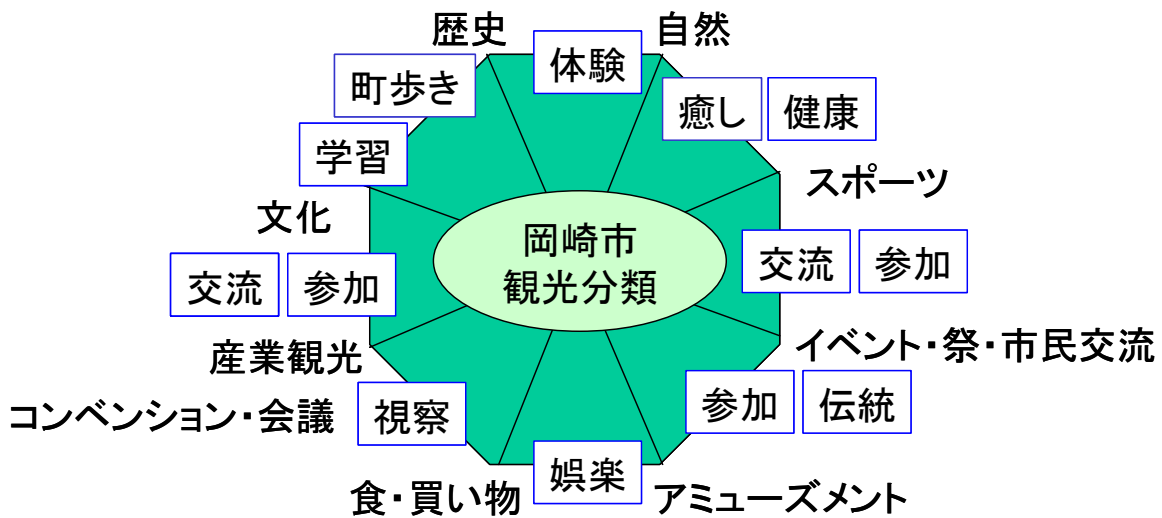 歴史
体験
自然
町歩き
癒し
健康
学習
スポーツ
文化
岡崎市
観光分類
交流
参加
交流
参加
産業観光
イベント・祭・市民交流
コンベンション・会議
視察
参加
伝統
食・買い物
娯楽
アミューズメント